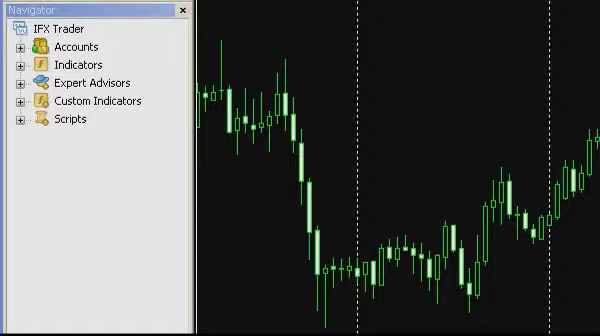 Navigator
IFX Trader
Accounts
Indicators
Expert Advisors
Custom Indicators
Scripts